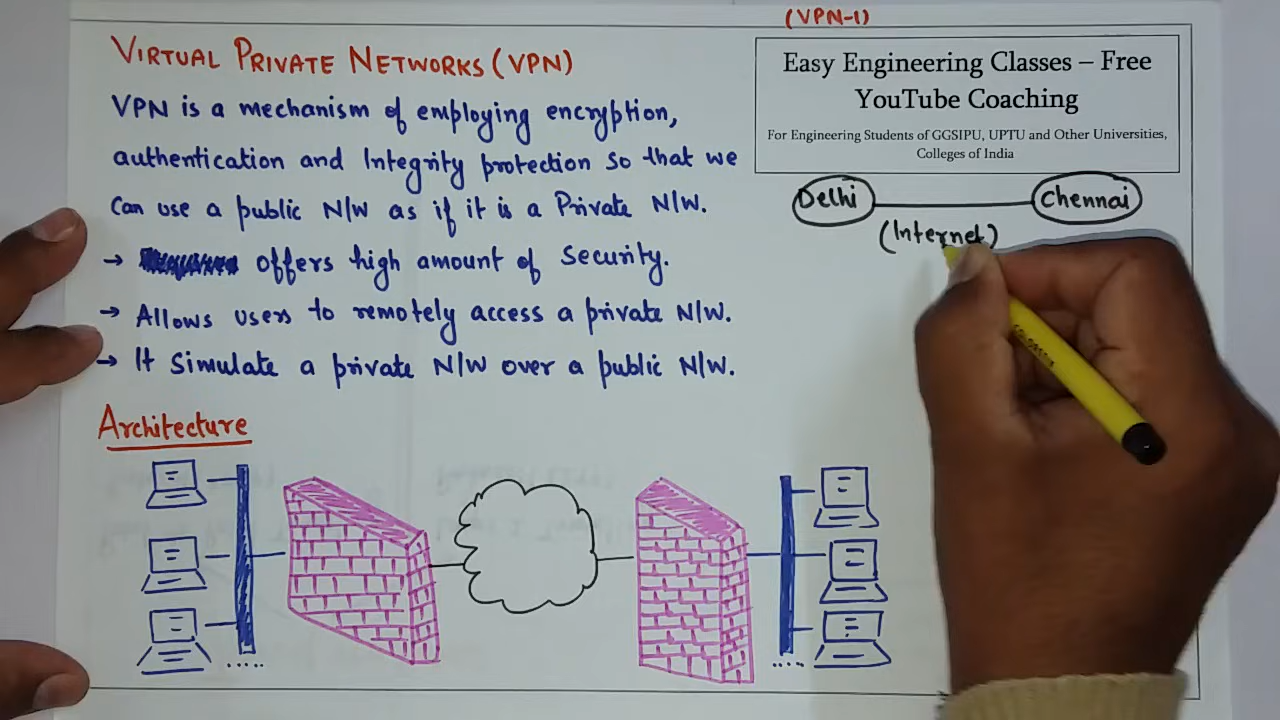 (VPN-1)
VIRTUAL PRIVATE NETWORKS (VPN)
Easy Engineering Classes – Free
YouTube Coaching
For Engineering Students of GGSIPU, UPTU and Other Universities,
Colleges of India
VPN is a mechanism of employing encryption,
authentication and Integrity protection so that we
Can use a public N/W as if it is a Private N/W.
→ offers high amount of Security.
→ Allows users to remotely access a private N/W.
→ It Simulate a private N/W over a public N/W.
Delhi
Chennai
(Internet)
Architecture